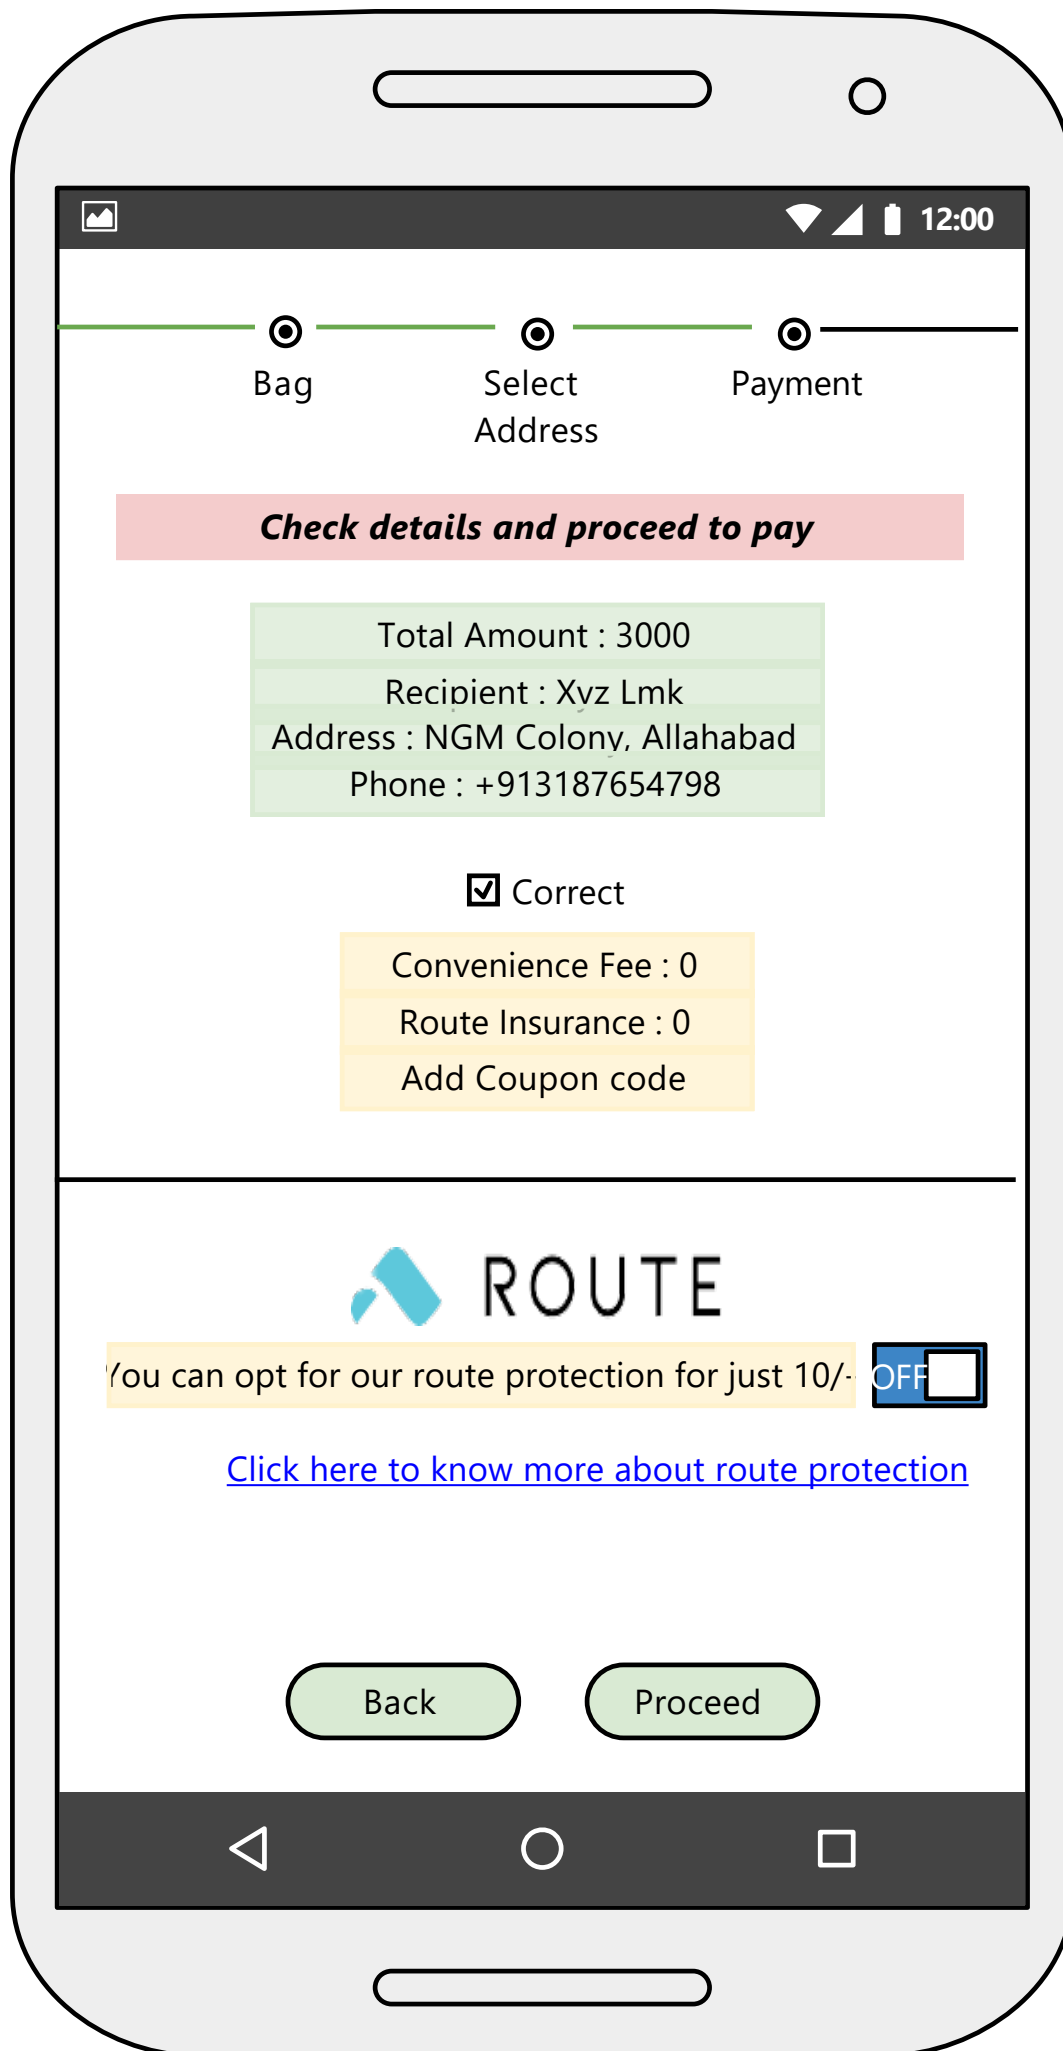 12:00
Bag
Select
Address
Payment
Check details and proceed to pay
Total Amount : 3000
Recipient : Xyz Lmk
Address : NGM Colony, Allahabad
Phone : +913187654798
Correct
Convenience Fee : 0
Route Insurance : 0
Add Coupon code
ROUTE
You can opt for our route protection for just 10/-
OFF
Click here to know more about route protection
Back
Proceed